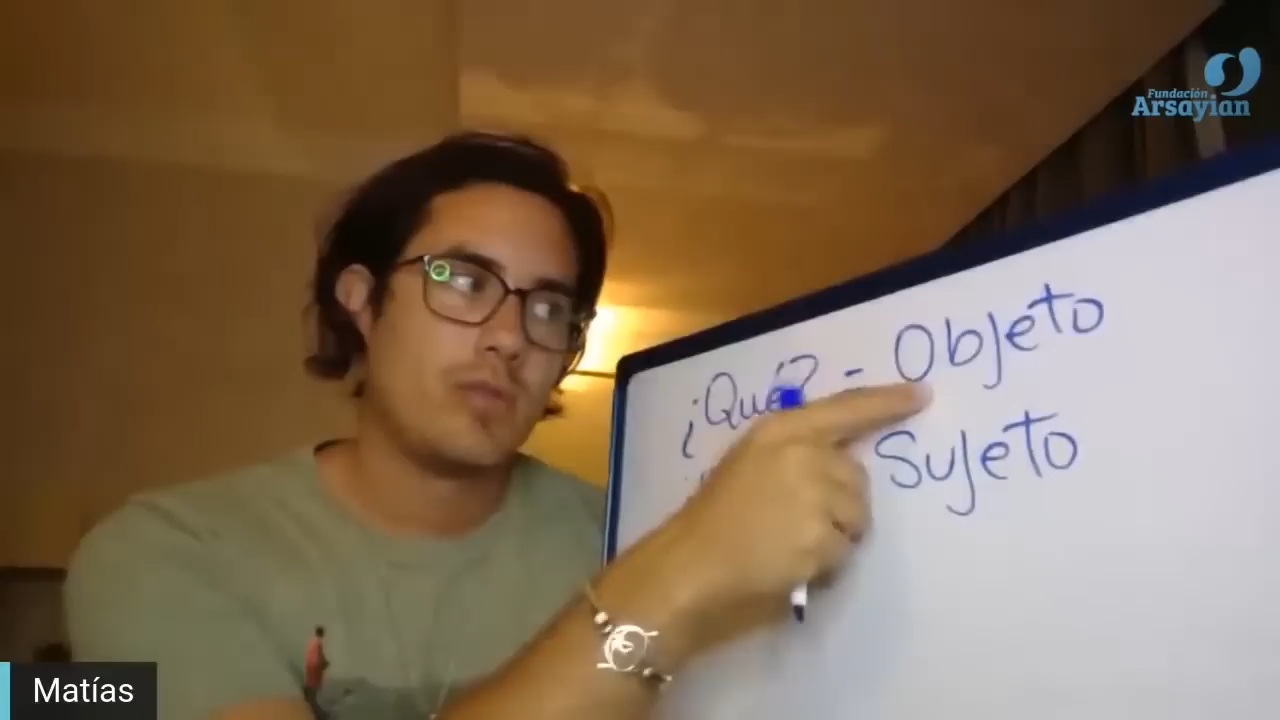 Fundación
Arsayian
¿Qué? - Objeto
Sujeto
Matías